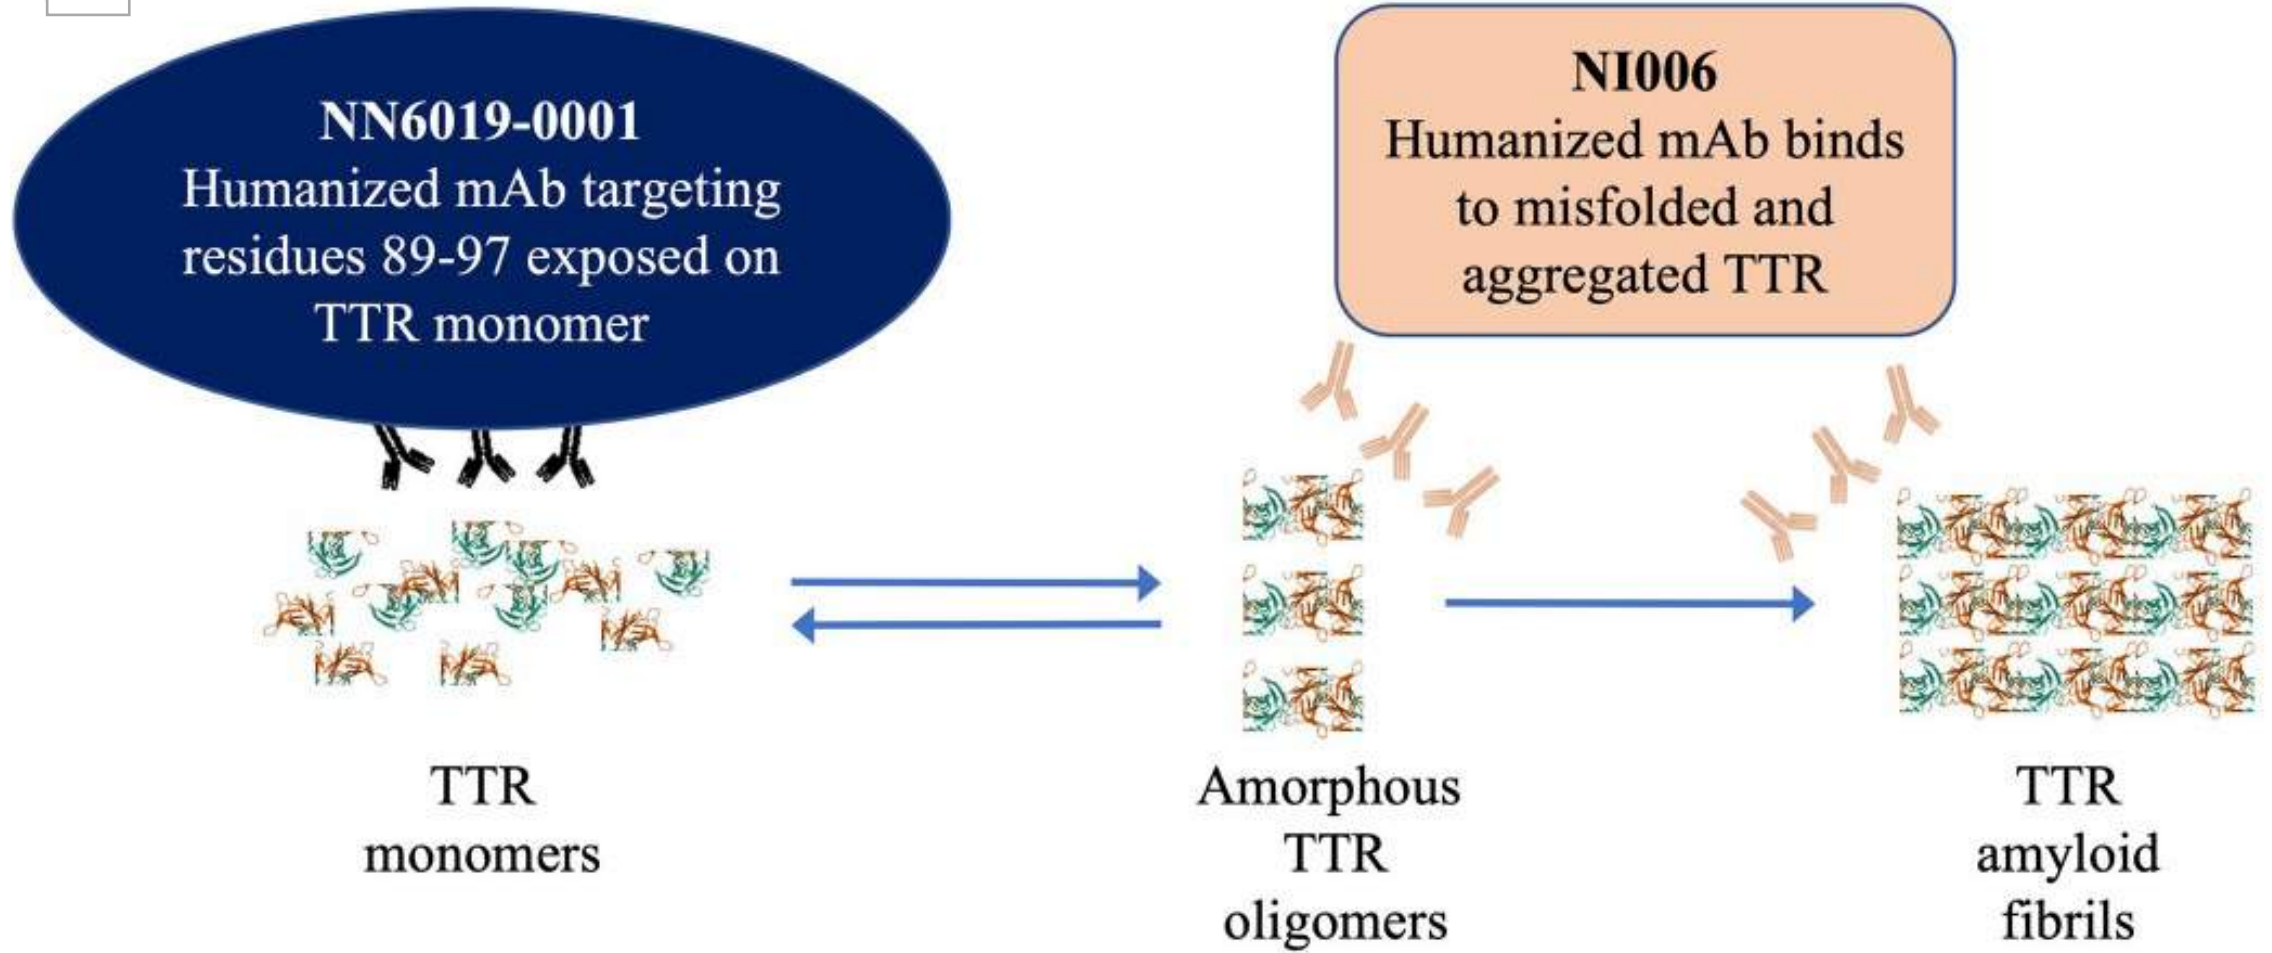 NN6019-0001
Humanized mAb targeting
residues 89-97 exposed on
TTR monomer
NI006
Humanized mAb binds
to misfolded and
aggregated TTR
TTR
monomers
Amorphous
TTR
oligomers
TTR
amyloid
fibrils